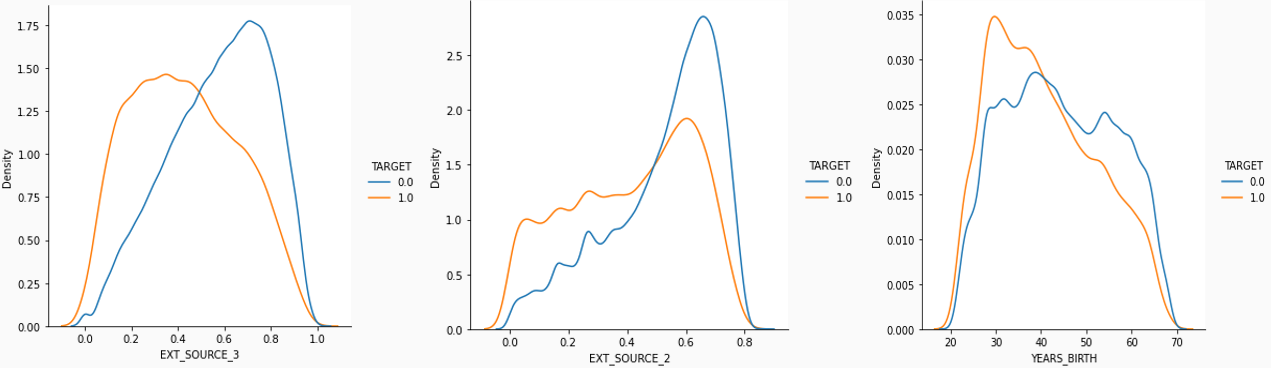 1.75
1.50
1.25
1.00
0.75
0.50
0.25
0.00
Density
0.0 0.2 0.4 0.6 0.8 1.0
EXT_SOURCE_3
TARGET
0.0
1.0
2.5
2.0
1.5
1.0
0.5
0.0
Density
0.0 0.2 0.4 0.6 0.8
EXT_SOURCE_2
TARGET
0.0
1.0
0.035
0.030
0.025
0.020
0.015
0.010
0.005
0.000
Density
20 30 40 50 60 70
YEARS_BIRTH
TARGET
0.0
1.0